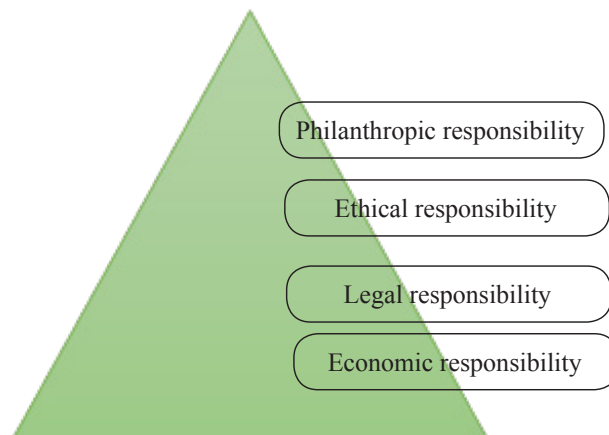 Philanthropic responsibility
Ethical responsibility
Legal responsibility
Economic responsibility